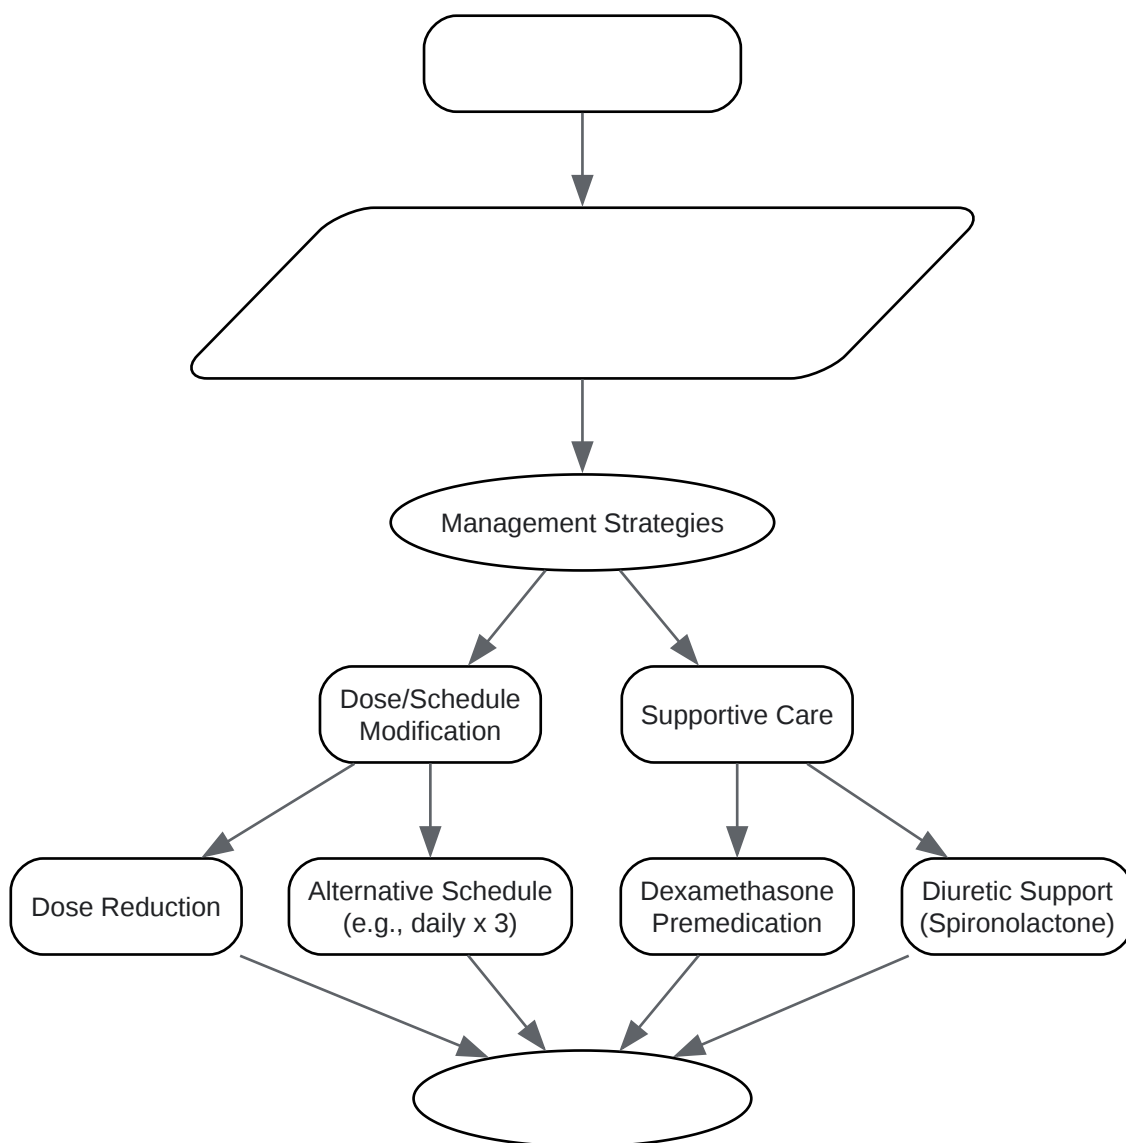 Management Strategies
Dose/Schedule
Modification
Supportive Care
Dose Reduction
Alternative Schedule
(e.g., daily x 3)
Dexamethasone
Premedication
Diuretic Support
(Spironolactone)